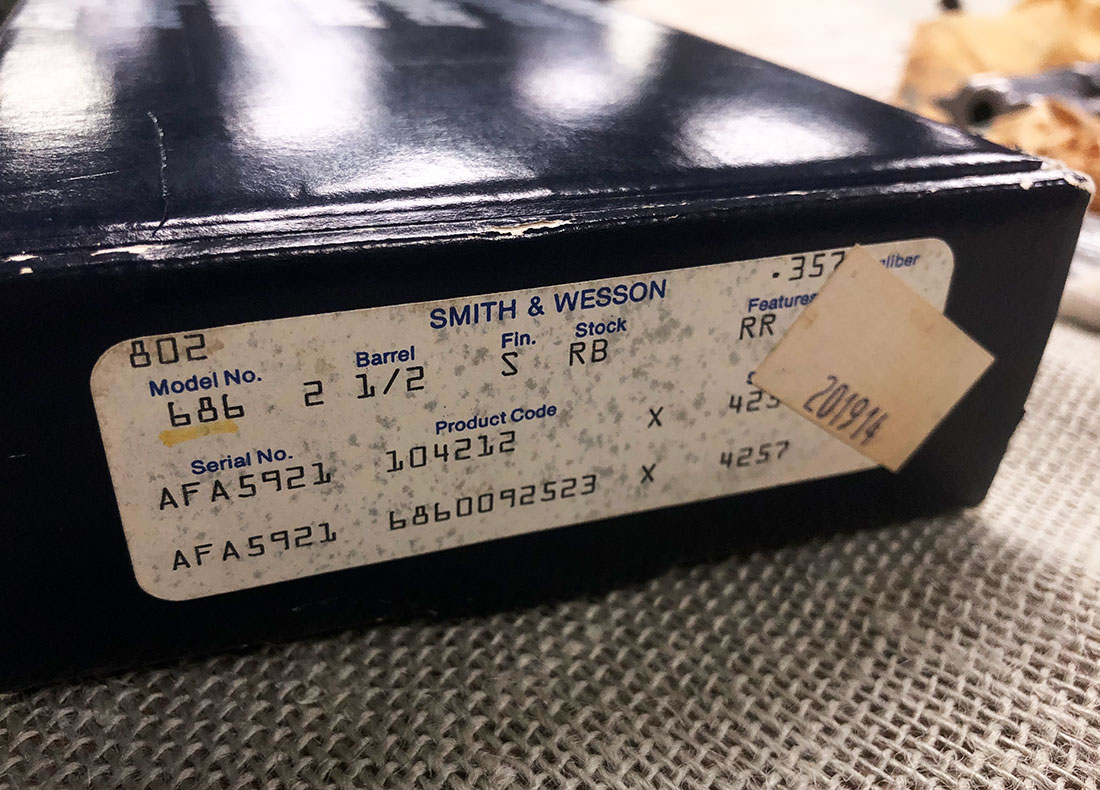 802
SMITH & WESSON
.357
Model No.
Barrel
Fin.
Stock
Features
686
2 1/2
S
RB
RR
Serial No.
Product Code
AFA5921
104212
X
AFA5921
6860092523
X
4257
201914